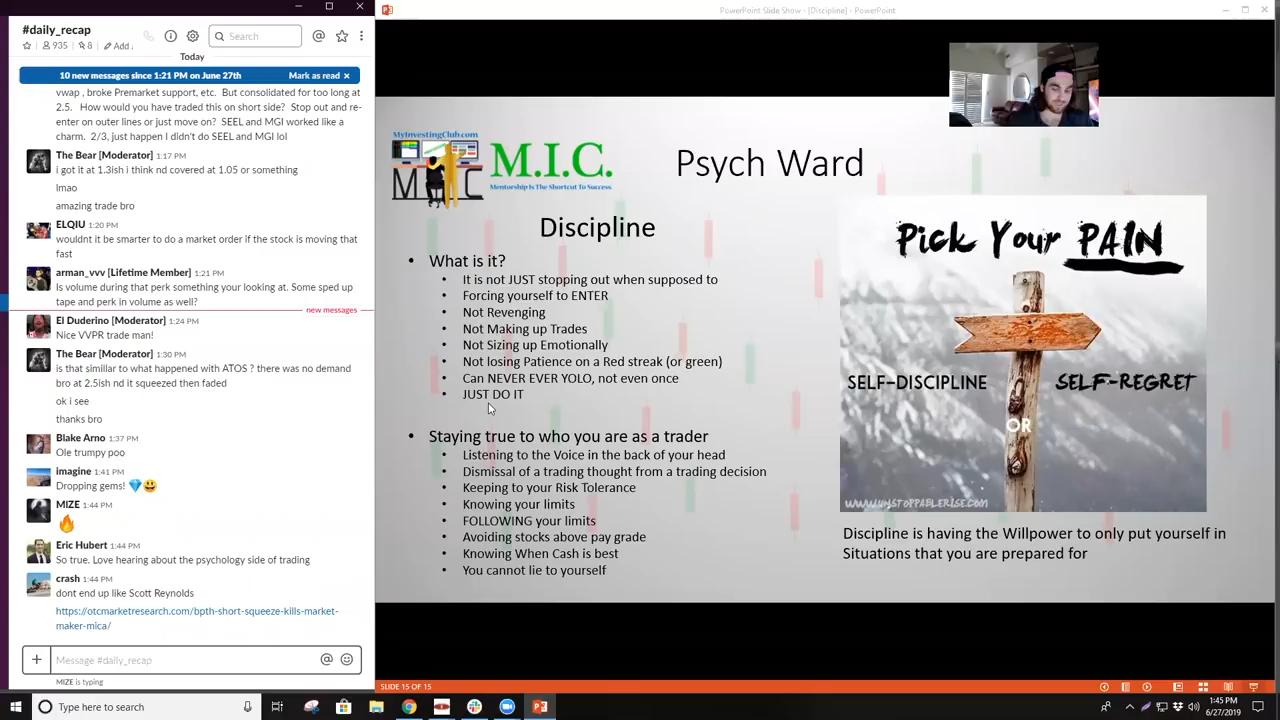 PowerPoint Slide Show - [Discipline] - PowerPoint
#daily_recap
935
8
Add
Search
Today
10 new messages since 1:21 PM on June 27th Mark as read ×
vwap , broke Premarket support, etc. But consolidated for too long at
2.5. How would you have traded this on short side? Stop out and re-
enter on outer lines or just move on? SEEL and MGI worked like a
charm. 2/3, just happen I didn't do SEEL and MGI lol
The Bear [Moderator] 1:17 PM
i got it at 1.3ish i think nd covered at 1.05 or something
lmao
amazing trade bro
ELQIU 1:20 PM
wouldnt it be smarter to do a market order if the stock is moving that
fast
arman_vvv [Lifetime Member] 1:21 PM
Is volume during that perk something your looking at. Some sped up
tape and perk in volume as well?
new messages
El Duderino [Moderator] 1:24 PM
Nice VVPR trade man!
The Bear [Moderator] 1:30 PM
is that simillar to what happened with ATOS ? there was no demand
bro at 2.5ish nd it squeezed then faded
ok i see
thanks bro
Blake Arno 1:37 PM
Ole trumpy poo
imagine 1:41 PM
Dropping gems! 💎😃
MIZE 1:44 PM
🔥
Eric Hubert 1:44 PM
So true. Love hearing about the psychology side of trading
crash 1:44 PM
dont end up like Scott Reynolds
https://otcmarketresearch.com/bpth-short-squeeze-kills-market-
maker-mica/
Message #daily_recap
MIZE is typing
MyInvestingClub.com
MIC
M.I.C.
Mentorship Is The Shortcut To Success.
Psych Ward
Discipline
• What is it?
• It is not JUST stopping out when supposed to
• Forcing yourself to ENTER
• Not Revenging
• Not Making up Trades
• Not Sizing up Emotionally
• Not losing Patience on a Red streak (or green)
• Can NEVER EVER YOLO, not even once
• JUST DO IT
• Staying true to who you are as a trader
• Listening to the Voice in the back of your head
• Dismissal of a trading thought from a trading decision
• Keeping to your Risk Tolerance
• Knowing your limits
• FOLLOWING your limits
• Avoiding stocks above pay grade
• Knowing When Cash is best
• You cannot lie to yourself
Pick Your PAIN
SELF-DISCIPLINE
SELF-REGRET
OR
WWW.UNSTOPPABLERISE.COM
Discipline is having the Willpower to only put yourself in
Situations that you are prepared for
SLIDE 15 OF 15
Type here to search
1:45 PM
6/27/2019